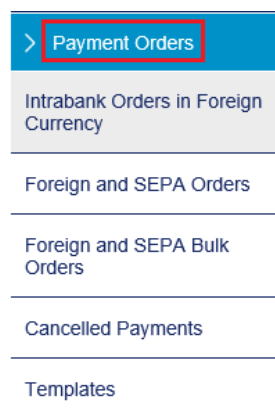 Payment Orders
Intrabank Orders in Foreign
Currency
Foreign and SEPA Orders
Foreign and SEPA Bulk
Orders
Cancelled Payments
Templates